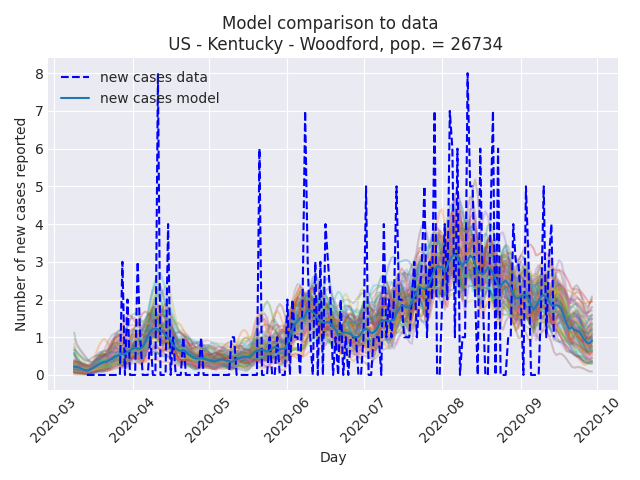 Model comparison to data
US - Kentucky - Woodford, pop. = 26734
new cases data
new cases model
Number of new cases reported
8
7
6
5
4
3
2
1
0
2020-03
2020-04
2020-05
2020-06
2020-07
2020-08
2020-09
2020-10
Day